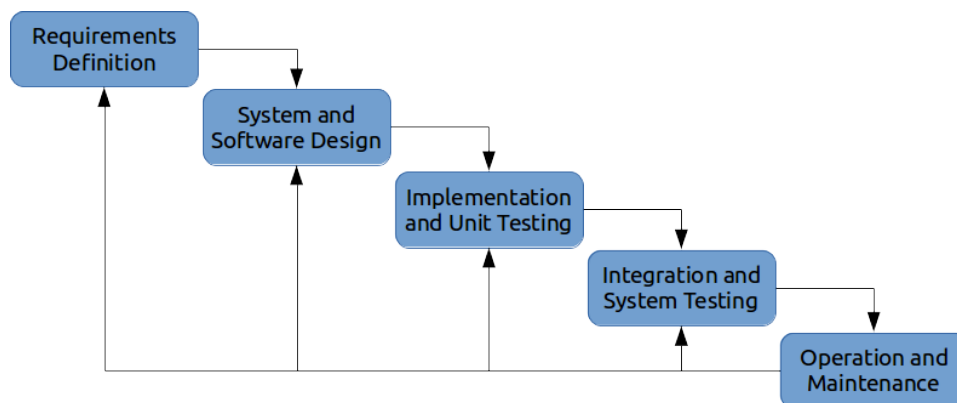 Requirements
Definition
System and
Software Design
Implementation
and Unit Testing
Integration and
System Testing
Operation and
Maintenance